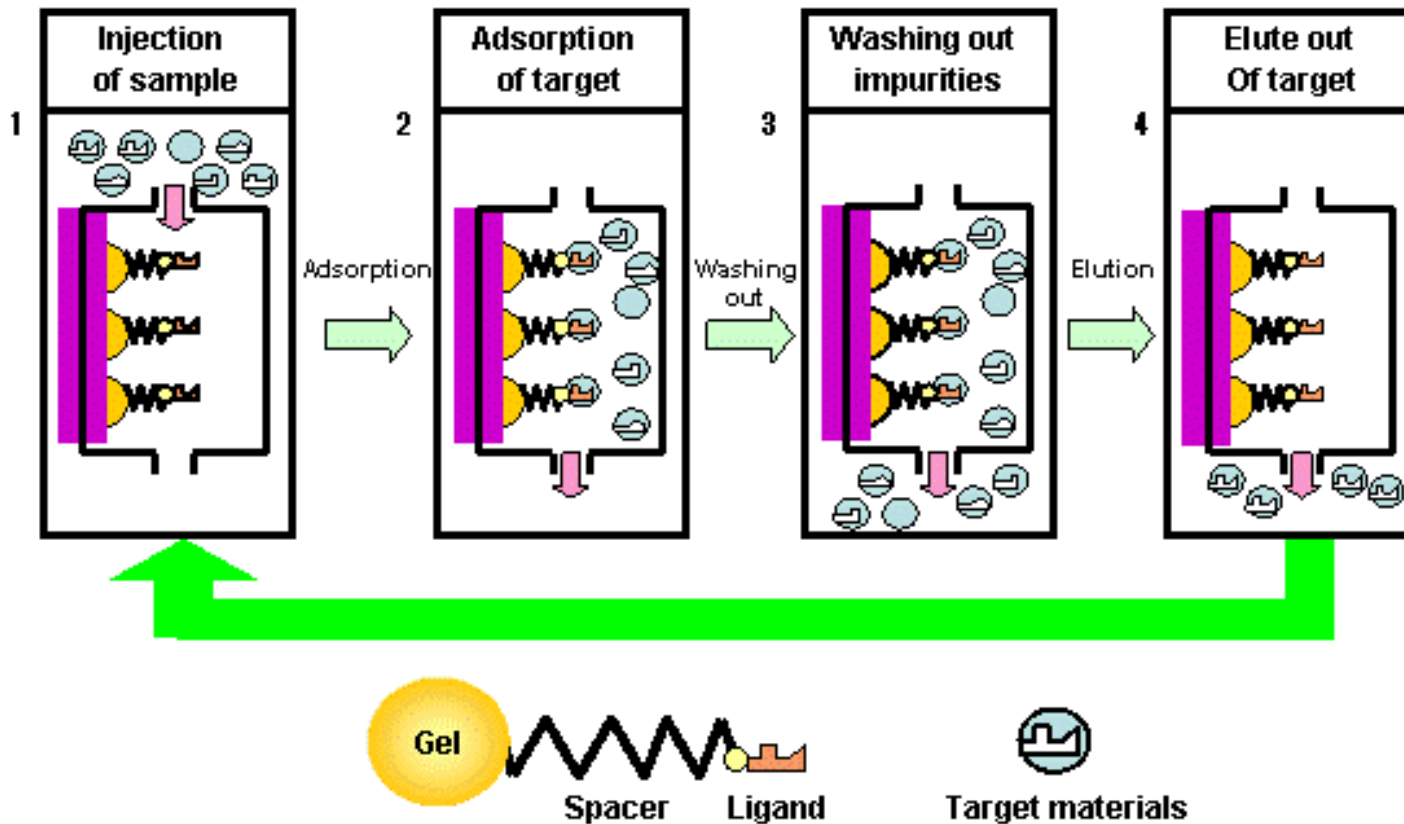 Injection
of sample
Adsorption
of target
Washing out
impurities
Elute out
Of target
1
2
3
4
Adsorption
Washing
out
Elution
Gel
Spacer
Ligand
Target materials